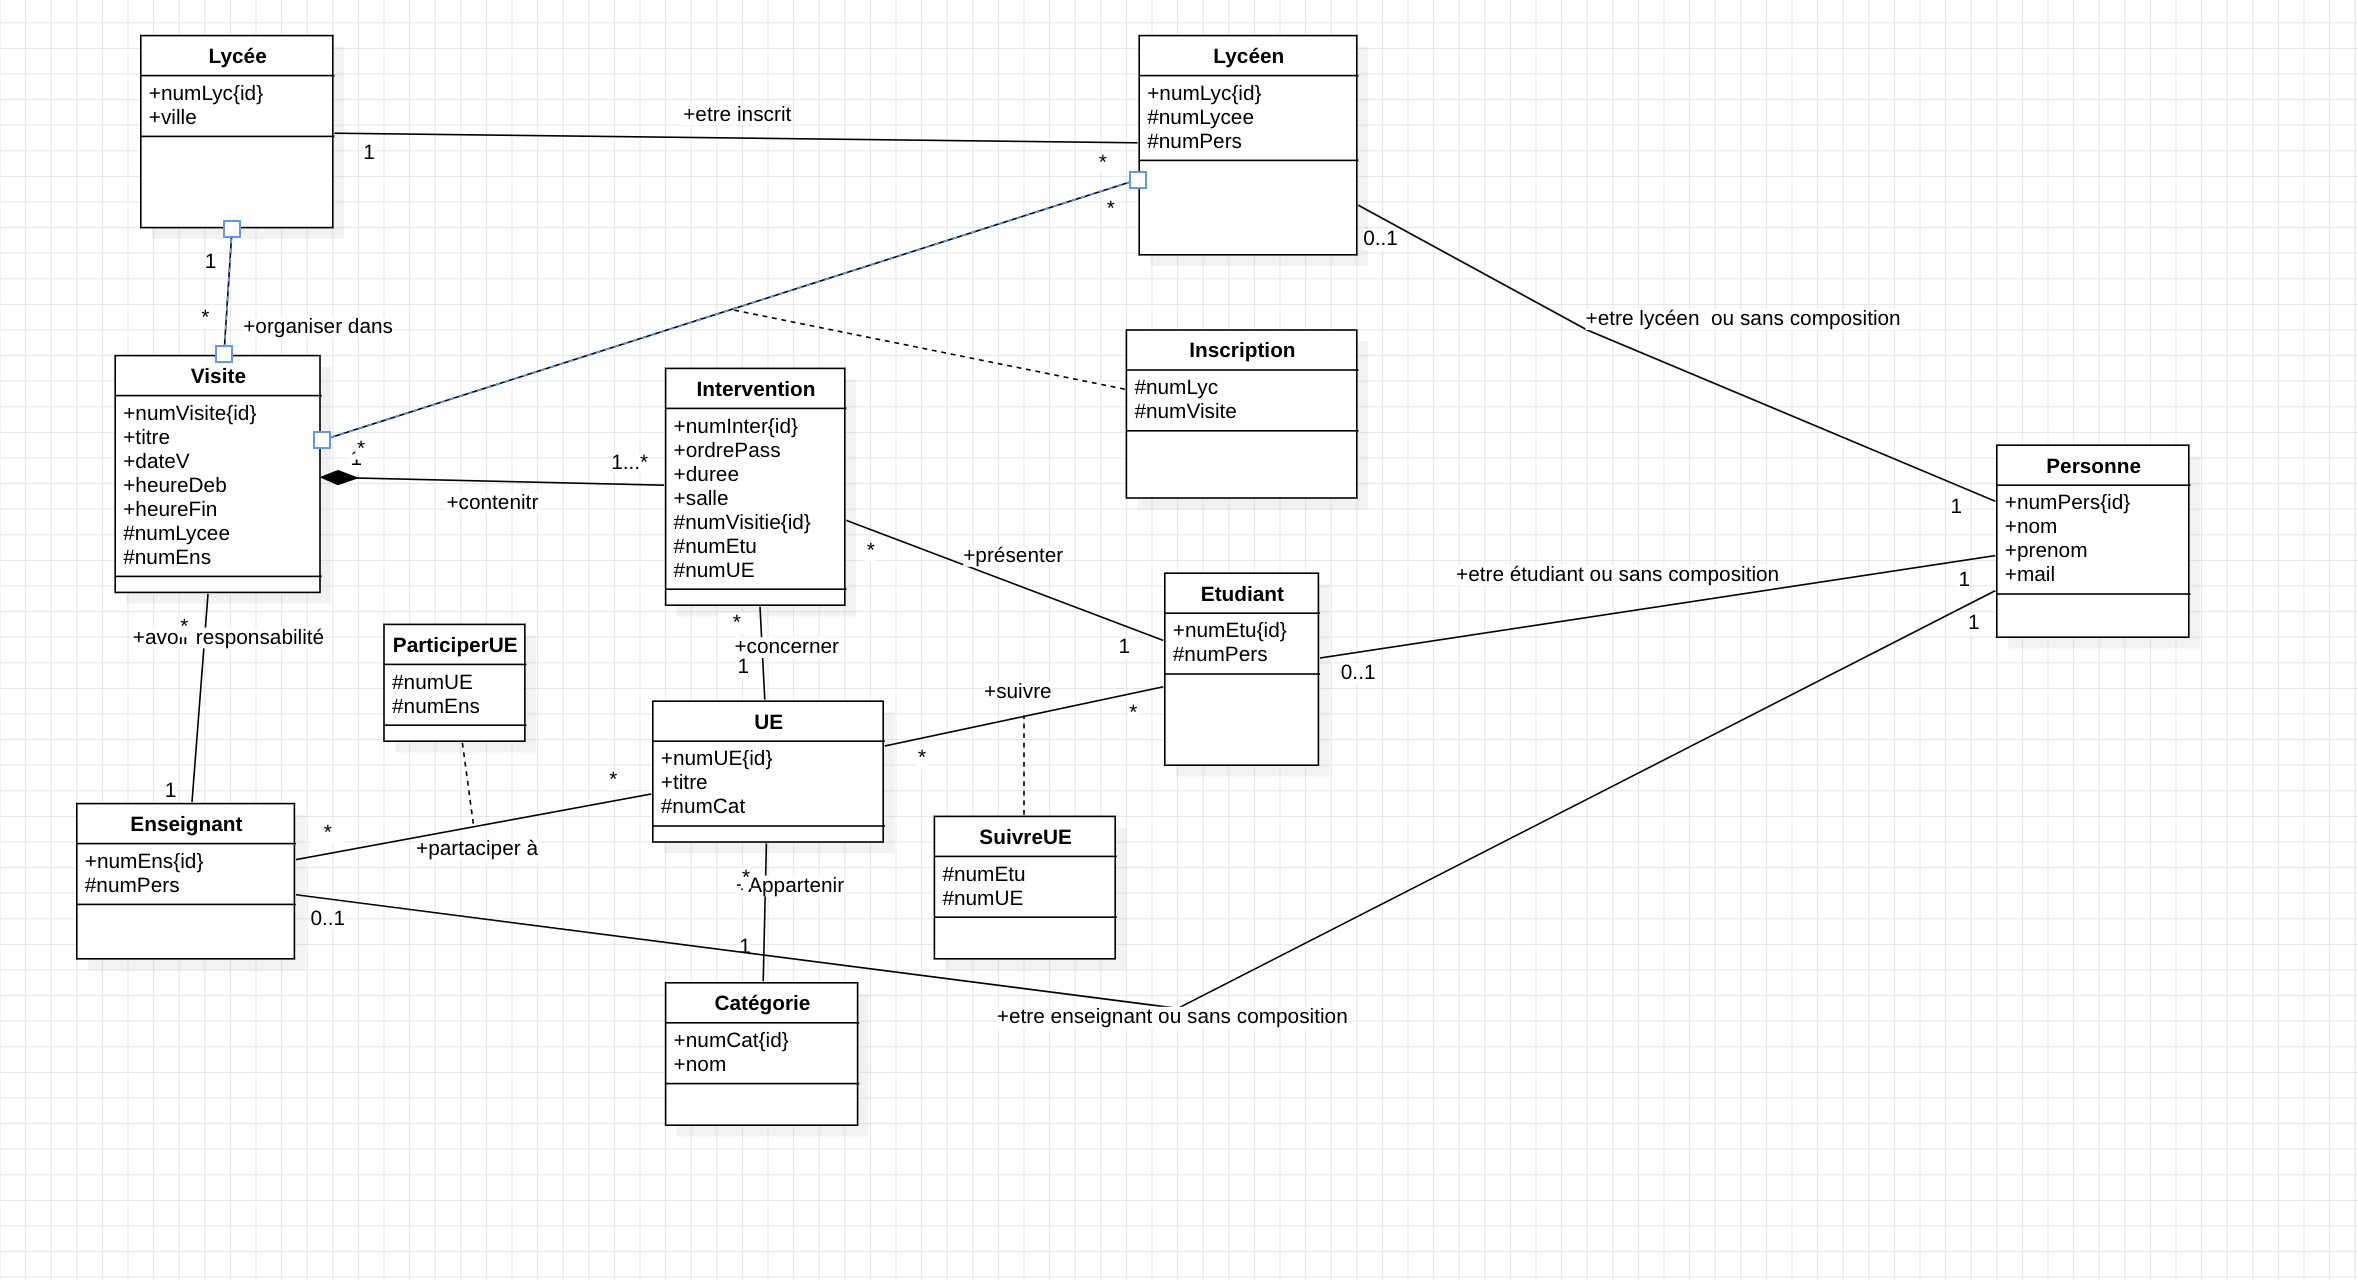 Lycée
+numLyc{id}
+ville
Lycéen
+numLyc{id}
#numLycee
#numPers
+etre inscrit
1
*
*
0..1
1
*
+organiser dans
+etre lycéen  ou sans composition
Visite
+numVisite{id}
+titre
+dateV
+heureDeb
+heureFin
#numLycee
#numEns
*
1
1...*
+contenitr
Intervention
+numInter{id}
+ordrePass
+duree
+salle
#numVisitie{id}
#numEtu
#numUE
Inscription
#numLyc
#numVisite
Personne
+numPers{id}
+nom
+prenom
+mail
1
*
+présenter
1
+etre étudiant ou sans composition
1
1
0..1
Etudiant
+numEtu{id}
#numPers
*
+avoir responsabilité
1
ParticiperUE
#numUE
#numEns
*
+concerner
1
+suivre
*
*
UE
+numUE{id}
+titre
#numCat
*
*
+partaciper à
Enseignant
+numEns{id}
#numPers
0..1
SuivreUE
#numEtu
#numUE
*
Appartenir
1
+etre enseignant ou sans composition
Catégorie
+numCat{id}
+nom